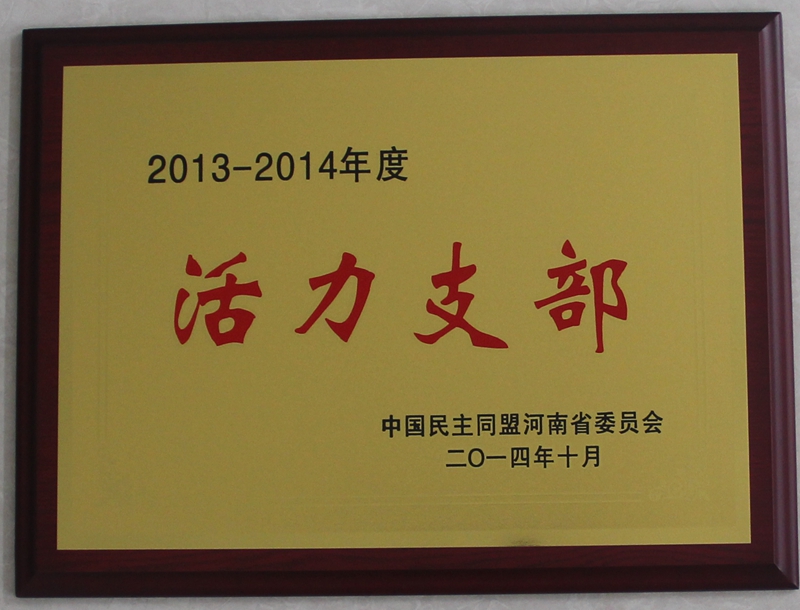 2013-2014年度
活力支部
中国民主同盟河南省委员会
二〇一四年十月